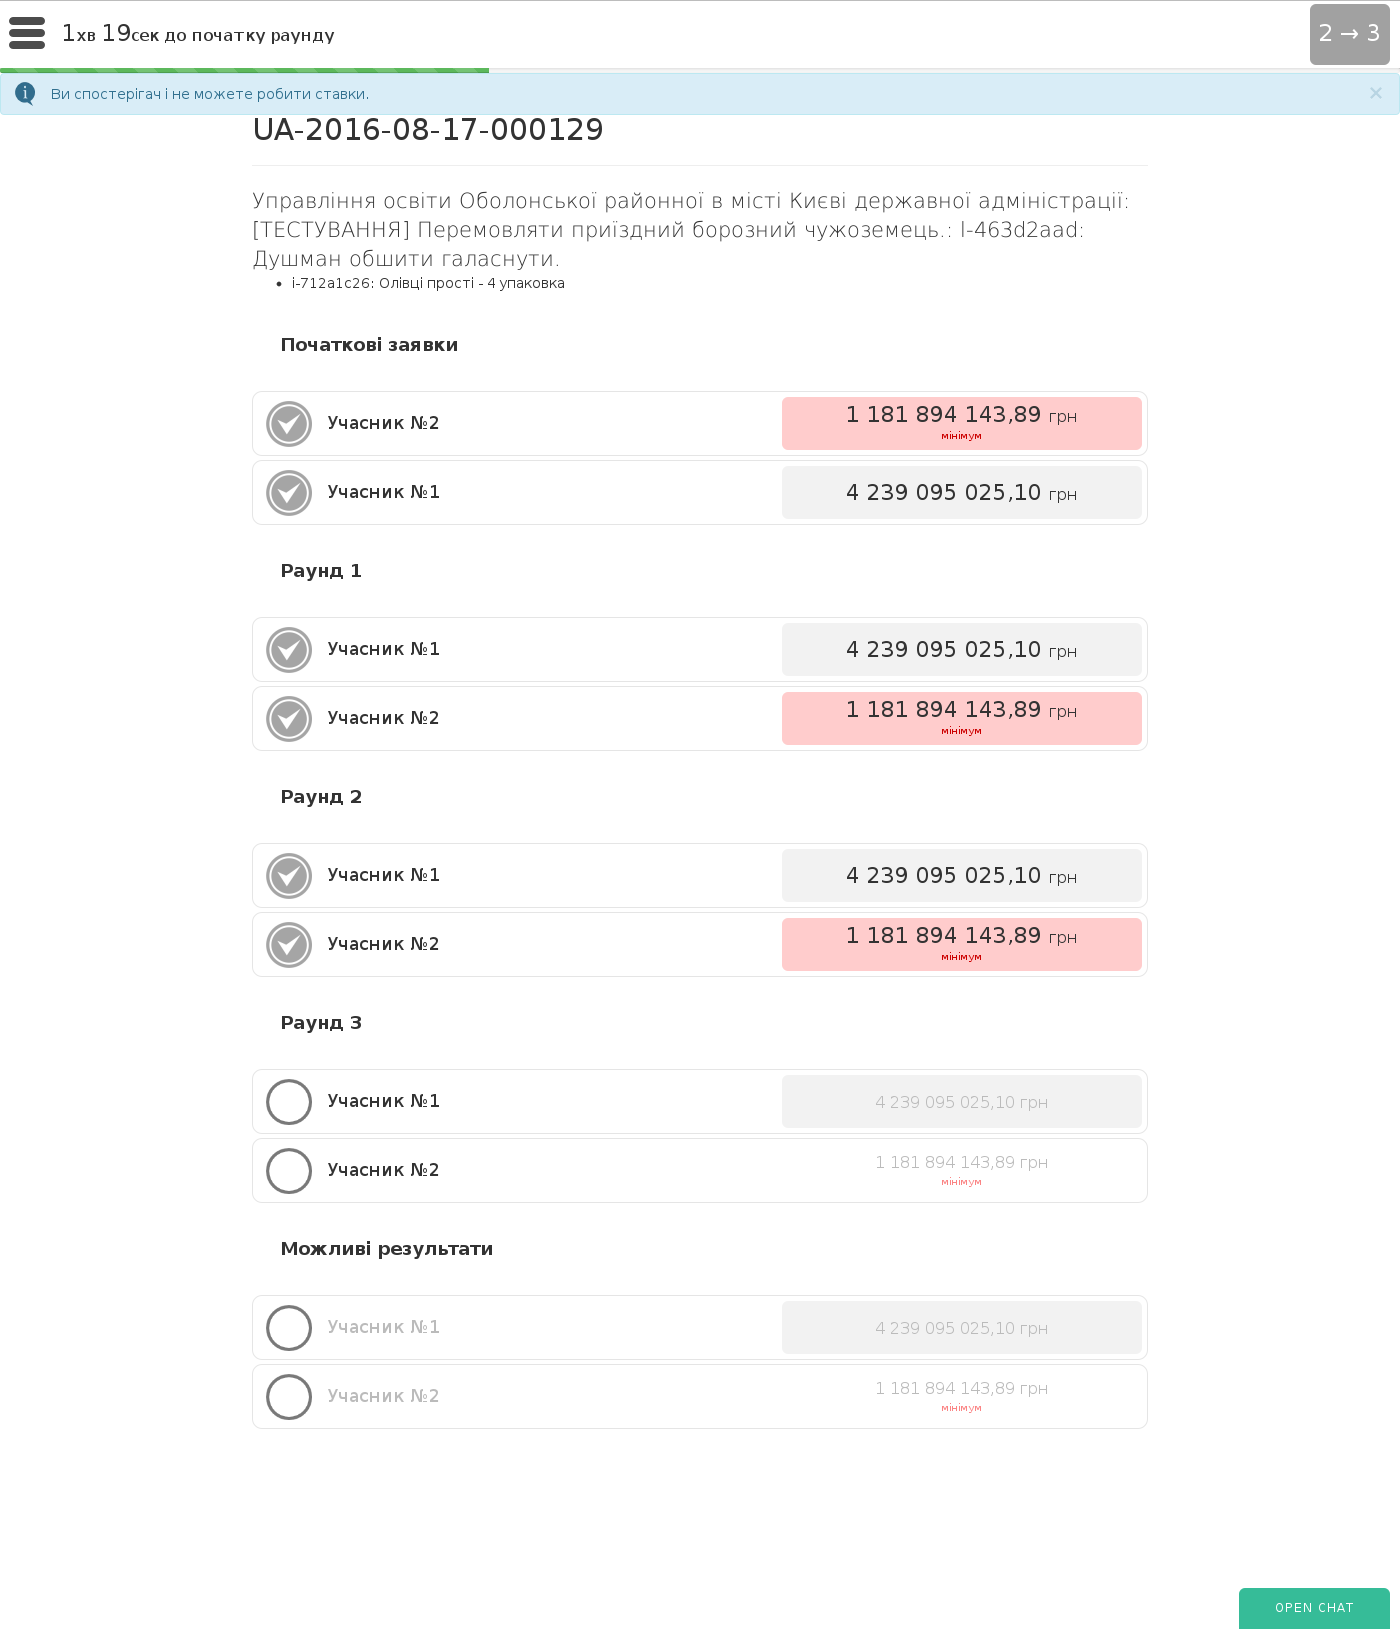 1хв 19сек до початку раунду
2 → 3
Ви спостерігач і не можете робити ставки.
×
UA-2016-08-17-000129
Управління освіти Оболонської районної в місті Києві державної адміністрації:
[ТЕСТУВАННЯ] Перемовляти приїздний борозний чужоземець.: l-463d2aad:
Душман обшити галаснути.
• i-712a1c26: Олівці прості - 4 упаковка
Початкові заявки
Учасник №2
1 181 894 143,89 грн
мінімум
Учасник №1
4 239 095 025,10 грн
Раунд 1
Учасник №1
4 239 095 025,10 грн
Учасник №2
1 181 894 143,89 грн
мінімум
Раунд 2
Учасник №1
4 239 095 025,10 грн
Учасник №2
1 181 894 143,89 грн
мінімум
Раунд 3
Учасник №1
4 239 095 025,10 грн
Учасник №2
1 181 894 143,89 грн
мінімум
Можливі результати
Учасник №1
4 239 095 025,10 грн
Учасник №2
1 181 894 143,89 грн
мінімум
OPEN CHAT